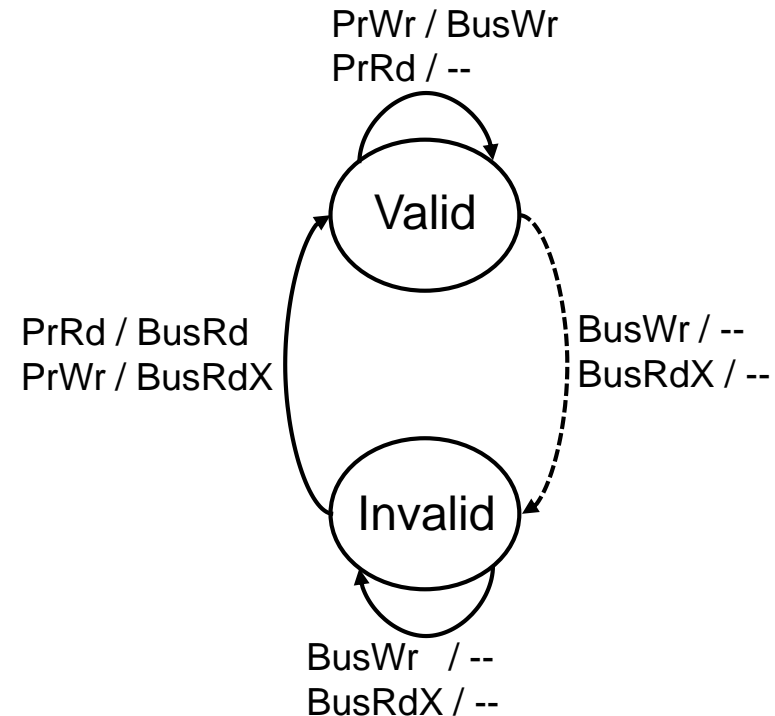 PrWr / BusWr
PrRd / --
Valid
PrRd / BusRd
PrWr / BusRdX
BusWr / --
BusRdX / --
Invalid
BusWr / --
BusRdX / --